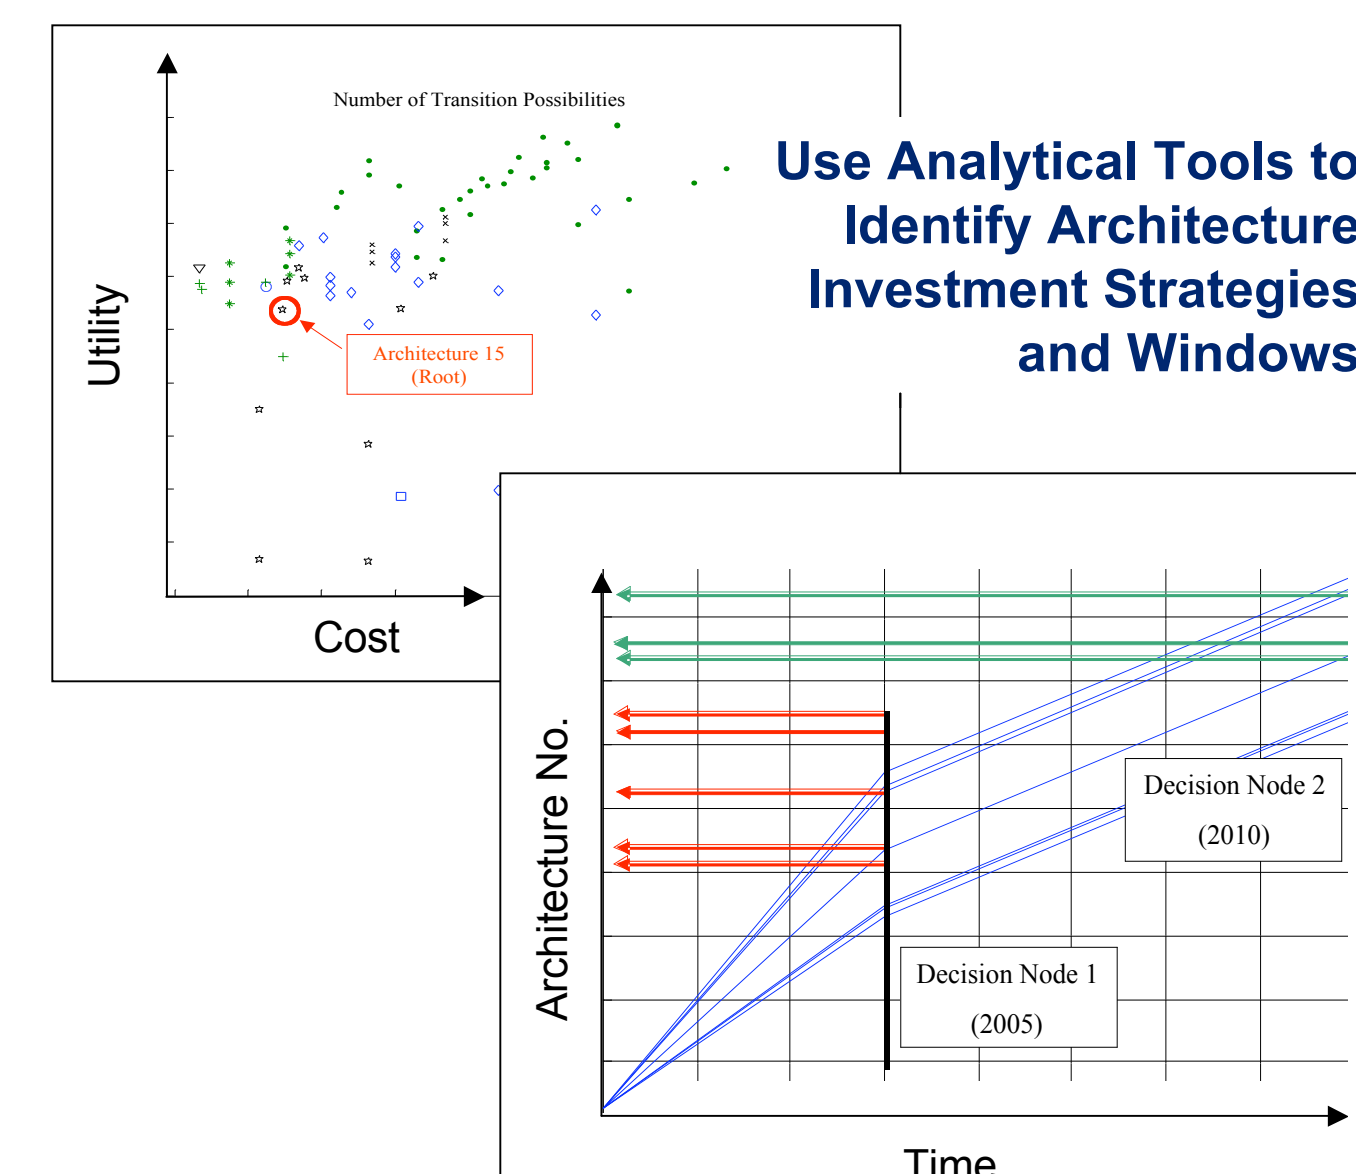 Number of Transition Possibilities
Use Analytical Tools to
Identify Architecture
Investment Strategies
and Windows
Utility
Architecture 15
(Root)
Cost
Architecture No.
Decision Node 2
(2010)
Decision Node 1
(2005)
Time